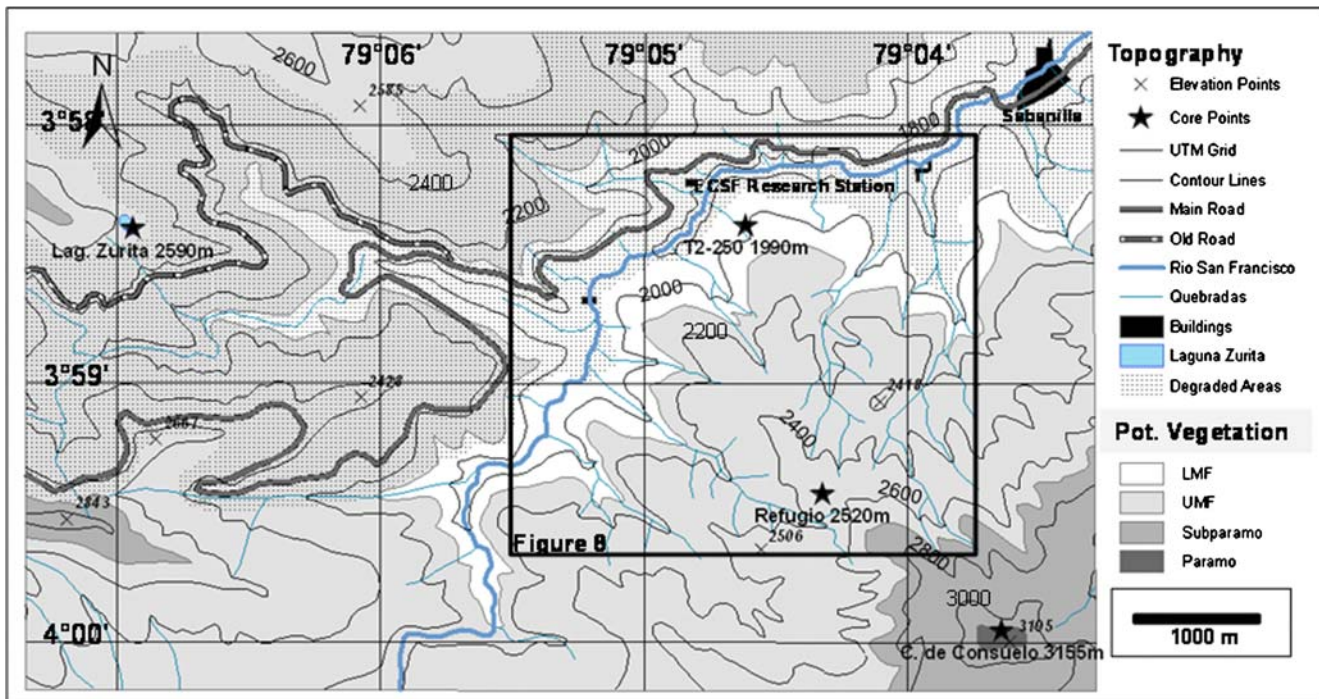 79°06' 79°05' 79°04'
2600
N
2585
3°58'
1800
Sabanilla
2000
2400
ECSF Research Station
2200
Lag. Zurita 2590m
T2-250 1990m
2000
2200
3°59'
2428
2418
2400
2667
2600
2843
Refugio 2520m
2506
Figure 8
2800
3000
4°00'
C. de Consuelo 3155m
Topography
Elevation Points
Core Points
UTM Grid
Contour Lines
Main Road
Old Road
Rio San Francisco
Quebradas
Buildings
Laguna Zurita
Degraded Areas
Pot. Vegetation
LMF
UMF
Subparamo
Paramo
1000 m